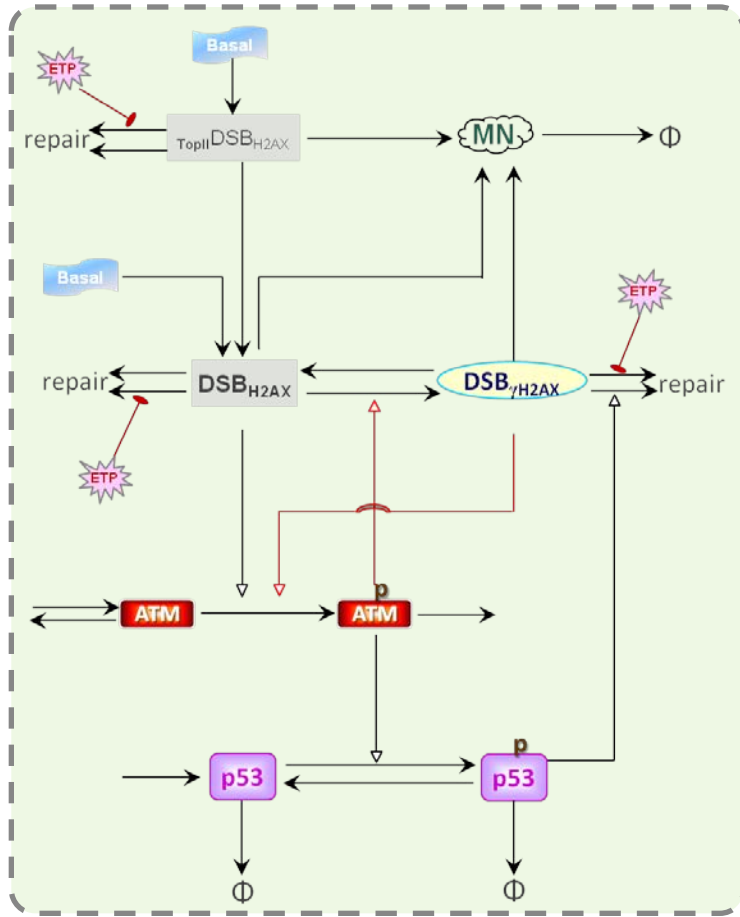 Basal
ETP
repair
TopIIDSBH2AX
MN
Φ
Basal
ETP
repair
DSBH2AX
DSBγH2AX
repair
ETP
p
ATM
ATM
p
p53
p53
Φ
Φ